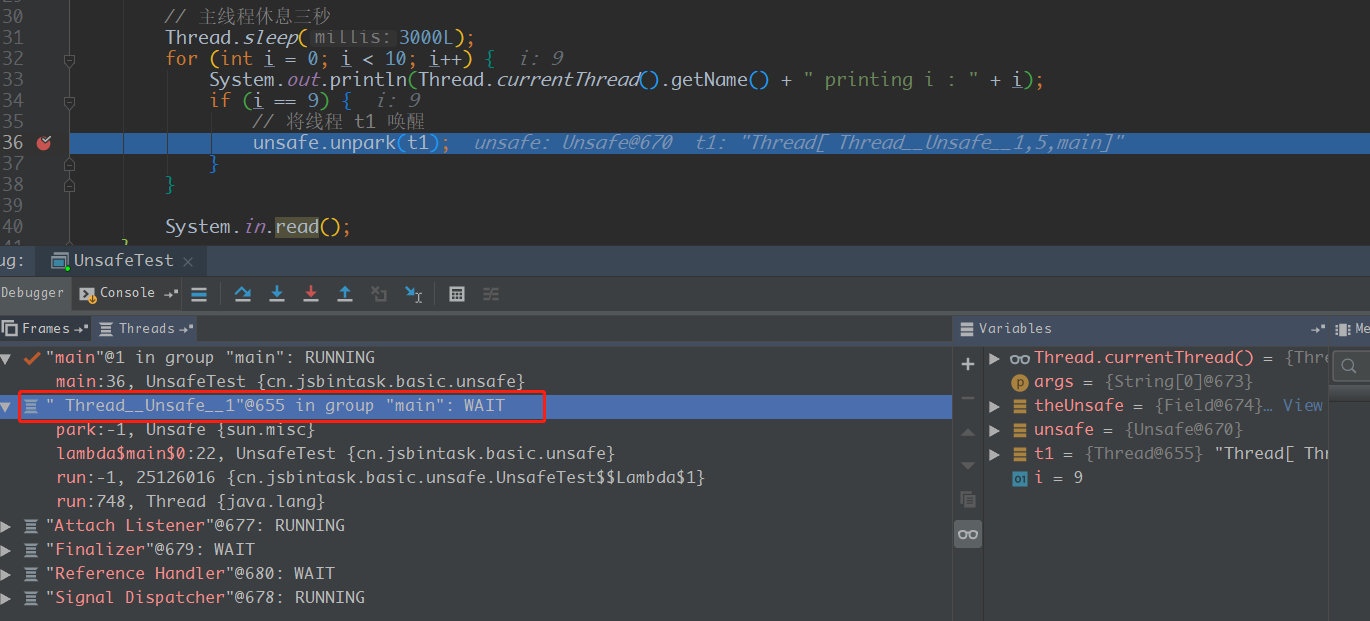 30 // 主线程休息三秒
31 Thread.sleep( millis: 3000L);
32 for (int i = 0; i < 10; i++) { i: 9
33 System.out.println(Thread.currentThread().getName() + " printing i : " + i);
34 if (i == 9) { i: 9
35 // 将线程 t1 唤醒
36 unsafe.unpark(t1); unsafe: Unsafe@670 t1: "Thread[ Thread__Unsafe__1,5,main]"
37 }
38 }
39
40 System.in.read();
41 }
ug: UnsafeTest
Debugger Console
Frames Threads
"main"@1 in group "main": RUNNING
main:36, UnsafeTest {cn.jsbintask.basic.unsafe}
" Thread__Unsafe__1"@655 in group "main": WAIT
park:-1, Unsafe {sun.misc}
lambda$main$0:22, UnsafeTest {cn.jsbintask.basic.unsafe}
run:-1, 25126016 {cn.jsbintask.basic.unsafe.UnsafeTest$$Lambda$1}
run:748, Thread {java.lang}
"Attach Listener"@677: RUNNING
"Finalizer"@679: WAIT
"Reference Handler"@680: WAIT
"Signal Dispatcher"@678: RUNNING
Variables Me
Thread.currentThread() = {Thre
args = {String[0]@673}
theUnsafe = {Field@674}… View
unsafe = {Unsafe@670}
t1 = {Thread@655} "Thread[ Thr
i = 9